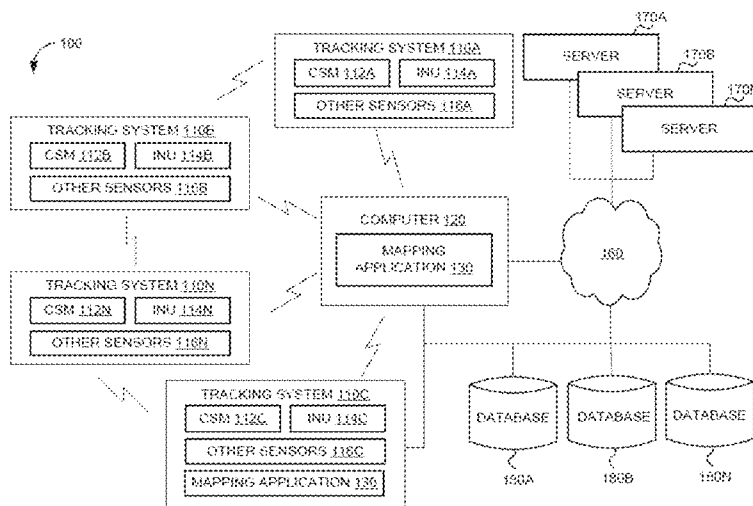 100
TRACKING SYSTEM 110A
CSM 112A
INU 114A
OTHER SENSORS 116A
170A
SERVER
170B
SERVER
170N
SERVER
TRACKING SYSTEM 110B
CSM 112B
INU 114B
OTHER SENSORS 116B
COMPUTER 120
MAPPING
APPLICATION 130
160
TRACKING SYSTEM 110N
CSM 112N
INU 114N
OTHER SENSORS 116N
TRACKING SYSTEM 110C
CSM 112C
INU 114C
OTHER SENSORS 116C
MAPPING APPLICATION 130
DATABASE
DATABASE
DATABASE
180A
180B
180N